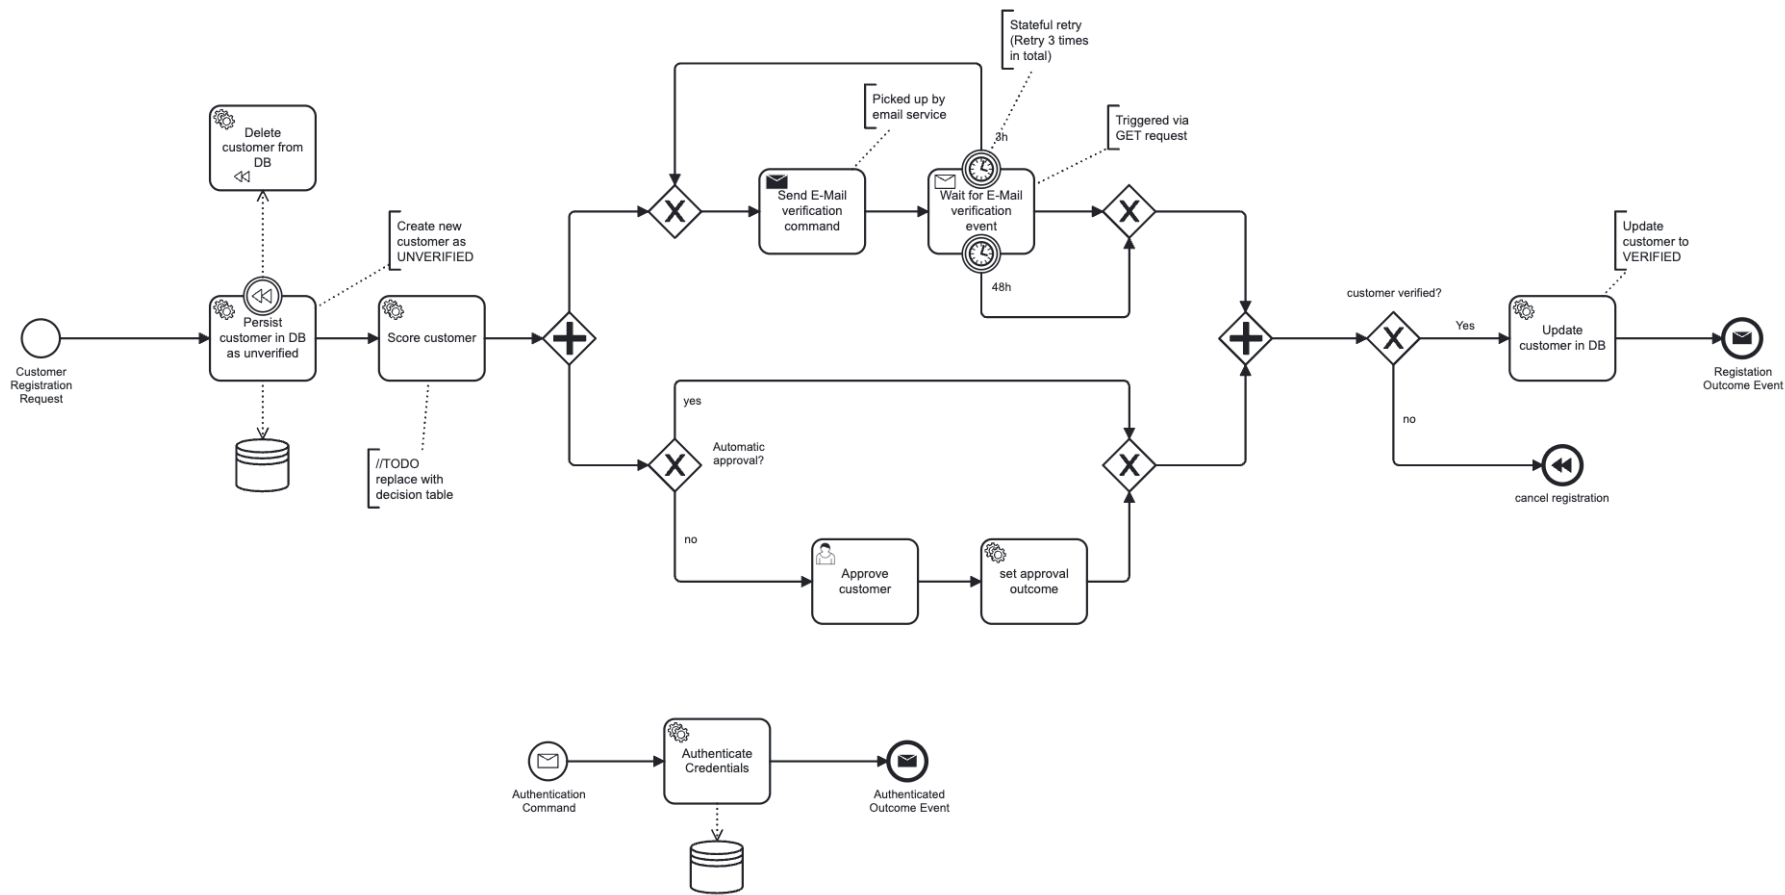 Stateful retry
(Retry 3 times
in total)
Picked up by
email service
3h
Triggered via
GET request
Delete
customer from
DB
Send E-Mail
verification
command
Wait for E-Mail
verification
event
Create new
customer as
UNVERIFIED
Update
customer to
VERIFIED
48h
customer verified?
Persist
customer in DB
as unverified
Score customer
Yes
Update
customer in DB
Customer
Registration
Request
Registation
Outcome Event
yes
no
Automatic
approval?
//TODO
replace with
decision table
cancel registration
no
Approve
customer
set approval
outcome
Authenticate
Credentials
Authentication
Command
Authenticated
Outcome Event